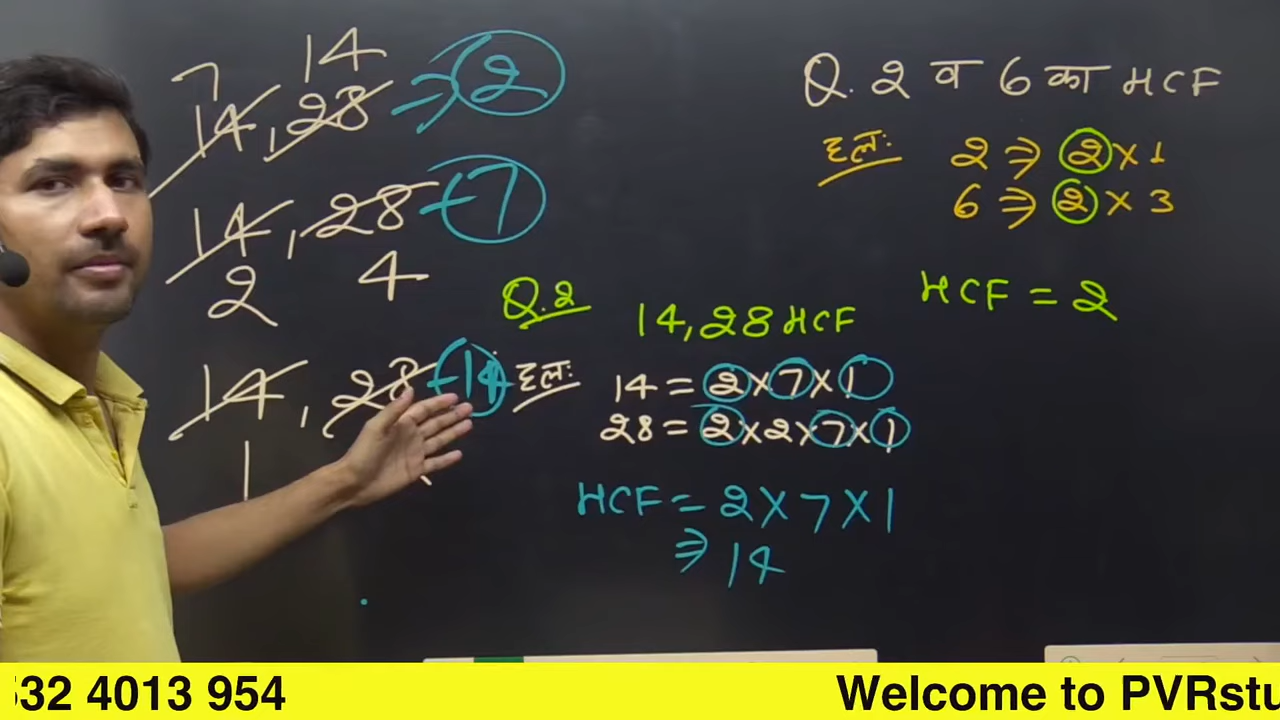 7 14
14, 28 ⇒ 2
14, 28 - 7
2 4
14, 28 - 14
1
Q. 2 व 6 का HCF
हल:
2 ⇒ 2 × 1
6 ⇒ 2 × 3
HCF = 2
Q.2
14, 28 HCF
हल:
14 = 2 × 7 × 1
28 = 2 × 2 × 7 × 1
HCF = 2 × 7 × 1
⇒ 14
532 4013 954
Welcome to PVRstu